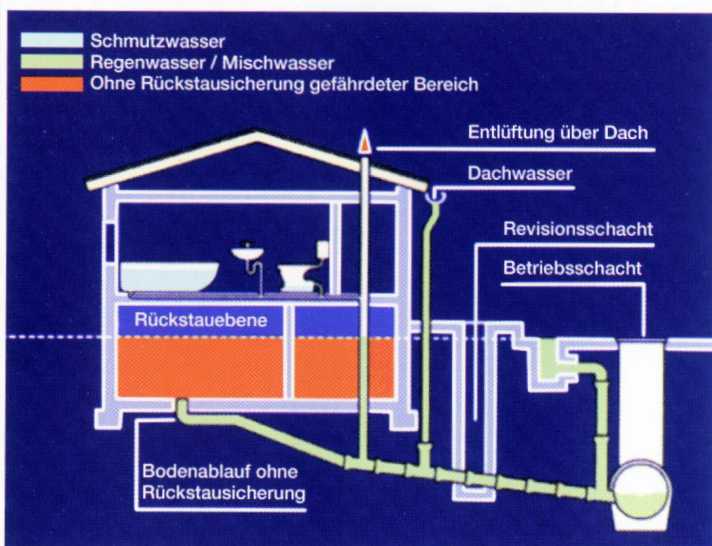 Schmutzwasser
Regenwasser / Mischwasser
Ohne Rückstausicherung gefährdeter Bereich
Entlüftung über Dach
Dachwasser
Revisionsschacht
Betriebsschacht
Rückstauebene
Bodenablauf ohne
Rückstausicherung